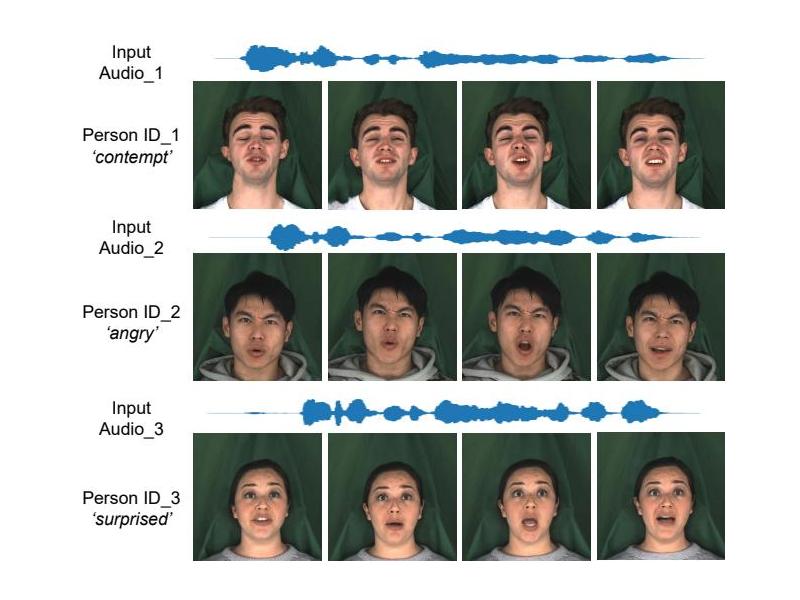 Input
Audio_1
Person ID_1
‘contempt’
Input
Audio_2
Person ID_2
‘angry’
Input
Audio_3
Person ID_3
‘surprised’